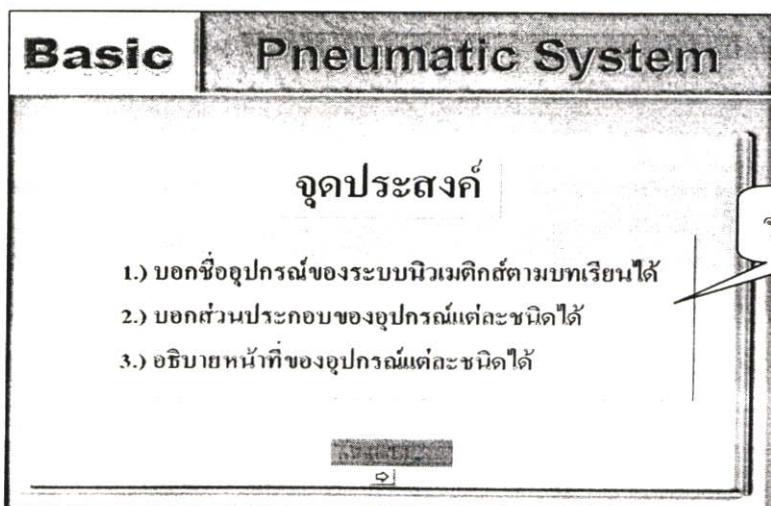 Basic Pneumatic System
จุดประสงค์
1.) บอกชื่ออุปกรณ์ของระบบนิวเมติกส์ตามบทเรียนได้
2.) บอกส่วนประกอบของอุปกรณ์แต่ละชนิดได้
3.) อธิบายหน้าที่ของอุปกรณ์แต่ละชนิดได้